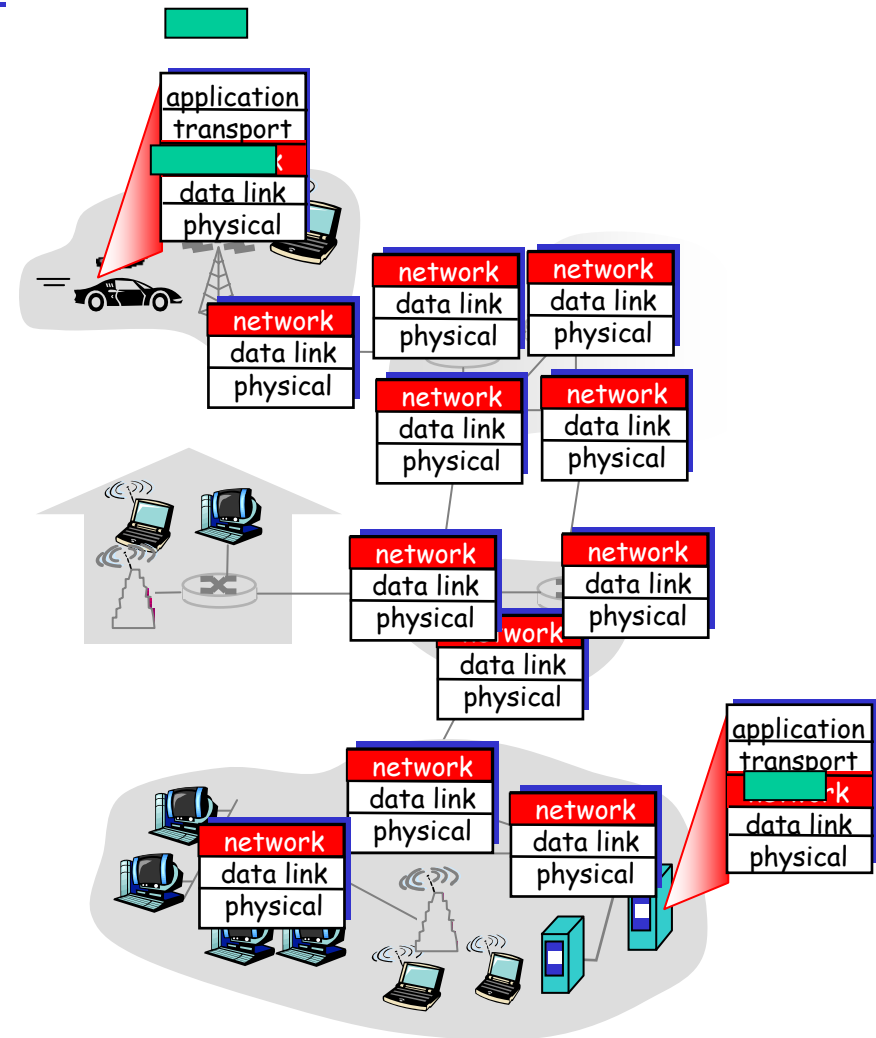 application
transport
data link
physical
network
data link
physical
network
data link
physical
network
data link
physical
network
data link
physical
network
data link
physical
network
data link
physical
network
data link
physical
work
data link
physical
application
transport
data link
physical
network
data link
physical
network
data link
physical
network
data link
physical